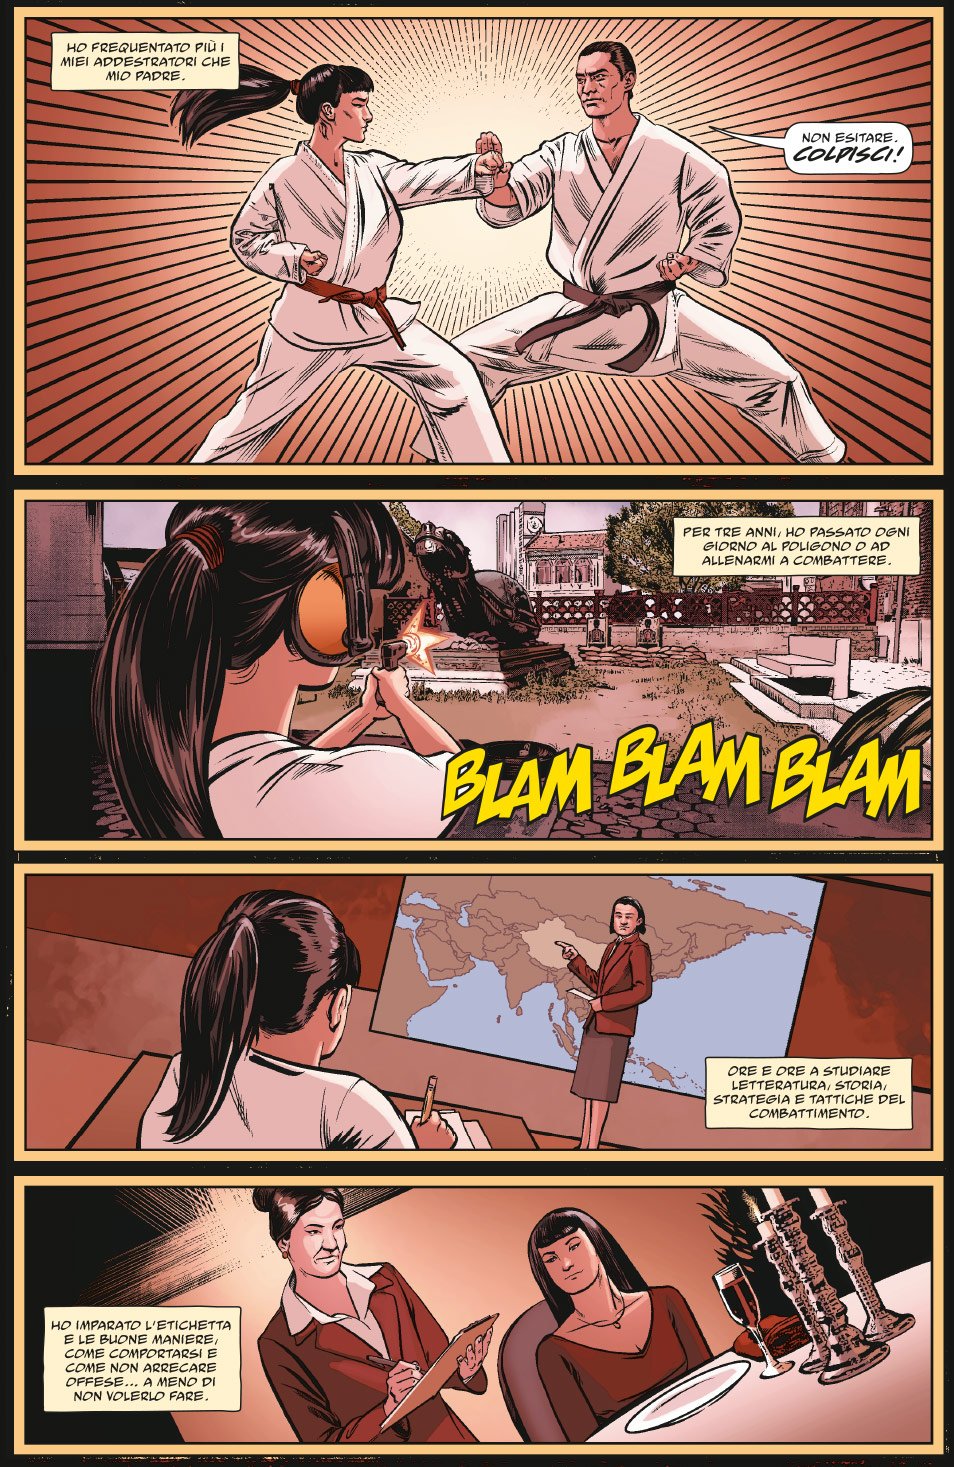 HO FREQUENTATO PIÙ I
MIEI ADDESTRATORI CHE
MIO PADRE.
NON ESITARE.
COLPISCI!
PER TRE ANNI, HO PASSATO OGNI
GIORNO AL POLIGONO O AD
ALLENARMI A COMBATTERE.
BLAM BLAM BLAM
ORE E ORE A STUDIARE
LETTERATURA, STORIA,
STRATEGIA E TATTICHE DEL
COMBATTIMENTO.
HO IMPARATO L'ETICHETTA
E LE BUONE MANIERE,
COME COMPORTARSI E
COME NON ARRECARE
OFFESE... A MENO DI
NON VOLERLO FARE.